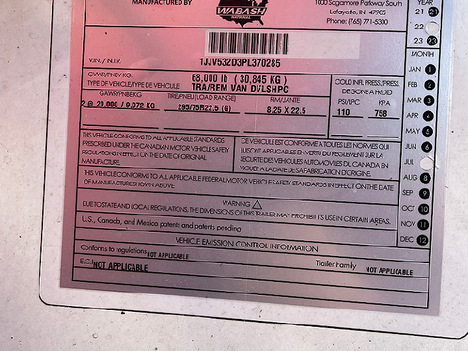 MANUFACTURED BY
WABASH
NATIONAL
1000 Sagamore Parkway South
Lafayette, IN 47905
Phone: (765) 771-5300
YEAR
21
22
23
MONTH
V.I.N./N.I.V.
1JJV532D3PL370285
GVWR/PNBV
68,000 lb ( 30,845 KG )
TYPE OF VEHICLE/TYPE DE VEHICULE
TRA/REM VAN DVLSHPC
COLD INFL. PRESS./PRESS.
DE GONF. A FROID
GAWR/PNBE/KG
TIRE/PNEU(LOAD RANGE)
RIM/JANTE
PSI/LPC KPA
2 @ 20,000 / 9,072 KG
295/75R22.5 (G)
8.25 X 22.5
110 758
JAN 1
FEB 2
MAR 3
APR 4
MAY 5
JUN 6
JUL
AUG 8
SEP 9
OCT 10
NOV 11
DEC 12
THIS VEHICLE CONFORMS TO ALL APPLICABLE STANDARDS
PRESCRIBED UNDER THE CANADIAN MOTOR VEHICLE SAFETY
REGULATIONS IN EFFECT ON THE DATE OF ORIGINAL
MANUFACTURE.
CE VEHICULE EST CONFORME A TOUTES LES NORMES QUI
LUI SONT APPLICABLES EN VERTU DU REGLEMENT SUR LA
SECURITE DES VEHICULES AUTOMOBILES DU CANADA EN
VIGUEUR A LA DATE DE SA FABRICATION D'ORIGINE.
THIS VEHICLE CONFORMS TO ALL APPLICABLE FEDERAL MOTOR VEHICLE SAFETY STANDARDS IN EFFECT ON THE DATE
OF MANUFACTURE SHOWN ABOVE.
WARNING
DUE TO STATE AND LOCAL REGULATIONS, THE DIMENSIONS OF THIS TRAILER MAY PROHIBIT ITS USE IN CERTAIN AREAS.
U.S., Canada, and Mexico patents and patents pending
VEHICLE EMISSION CONTROL INFORMATION
Conforms to regulations: NOT APPLICABLE
Trailer Family NOT APPLICABLE
NOT APPLICABLE